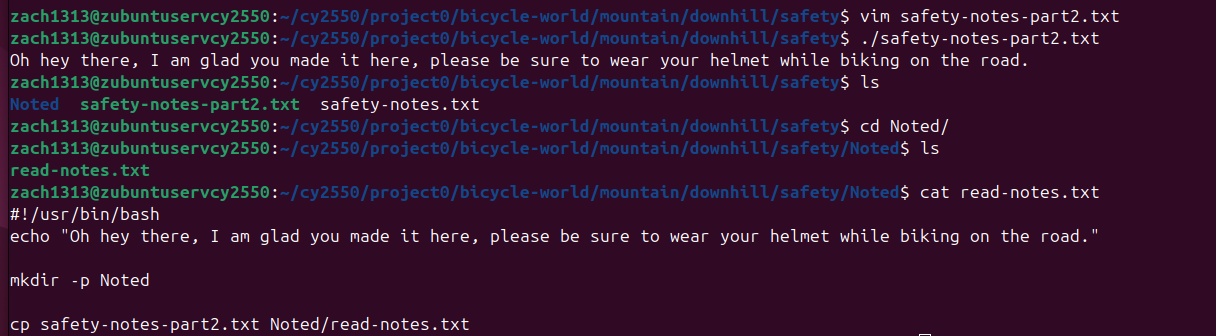 zach1313@zubuntuservcy2550:~/cy2550/project0/bicycle-world/mountain/downhill/safety$ vim safety-notes-part2.txt
zach1313@zubuntuservcy2550:~/cy2550/project0/bicycle-world/mountain/downhill/safety$ ./safety-notes-part2.txt
Oh hey there, I am glad you made it here, please be sure to wear your helmet while biking on the road.
zach1313@zubuntuservcy2550:~/cy2550/project0/bicycle-world/mountain/downhill/safety$ ls
Noted  safety-notes-part2.txt  safety-notes.txt
zach1313@zubuntuservcy2550:~/cy2550/project0/bicycle-world/mountain/downhill/safety$ cd Noted/
zach1313@zubuntuservcy2550:~/cy2550/project0/bicycle-world/mountain/downhill/safety/Noted$ ls
read-notes.txt
zach1313@zubuntuservcy2550:~/cy2550/project0/bicycle-world/mountain/downhill/safety/Noted$ cat read-notes.txt
#!/usr/bin/bash
echo "Oh hey there, I am glad you made it here, please be sure to wear your helmet while biking on the road."
mkdir -p Noted
cp safety-notes-part2.txt Noted/read-notes.txt